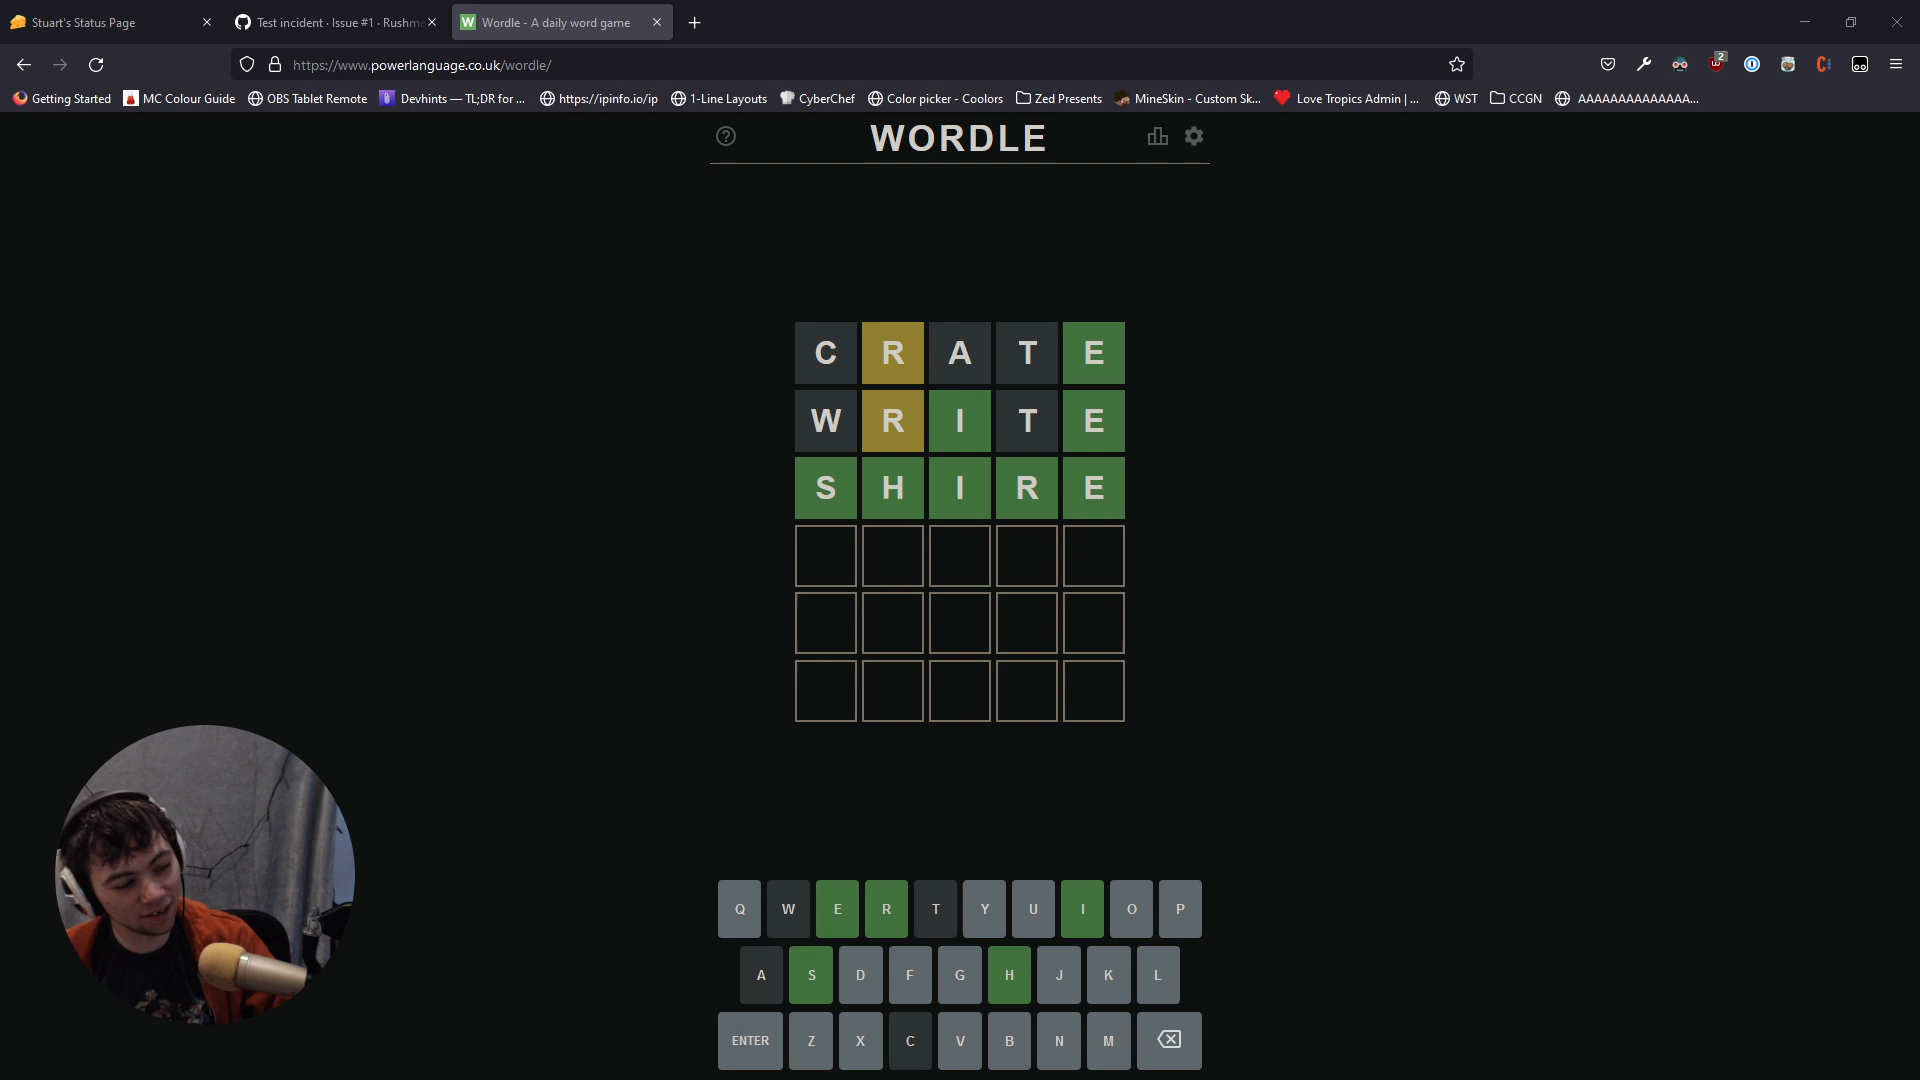 Stuart's Status Page
Test incident · Issue #1 · Rushm
W Wordle - A daily word game
https://www.powerlanguage.co.uk/wordle/
2
Getting Started MC Colour Guide OBS Tablet Remote Devhints — TL;DR for ... https://ipinfo.io/ip 1-Line Layouts CyberChef Color picker - Coolors Zed Presents MineSkin - Custom Sk... Love Tropics Admin | ... WST CCGN AAAAAAAAAAAAAA...
WORDLE
C R A T E
W R I T E
S H I R E
Q W E R T Y U I O P
A S D F G H J K L
ENTER Z X C V B N M